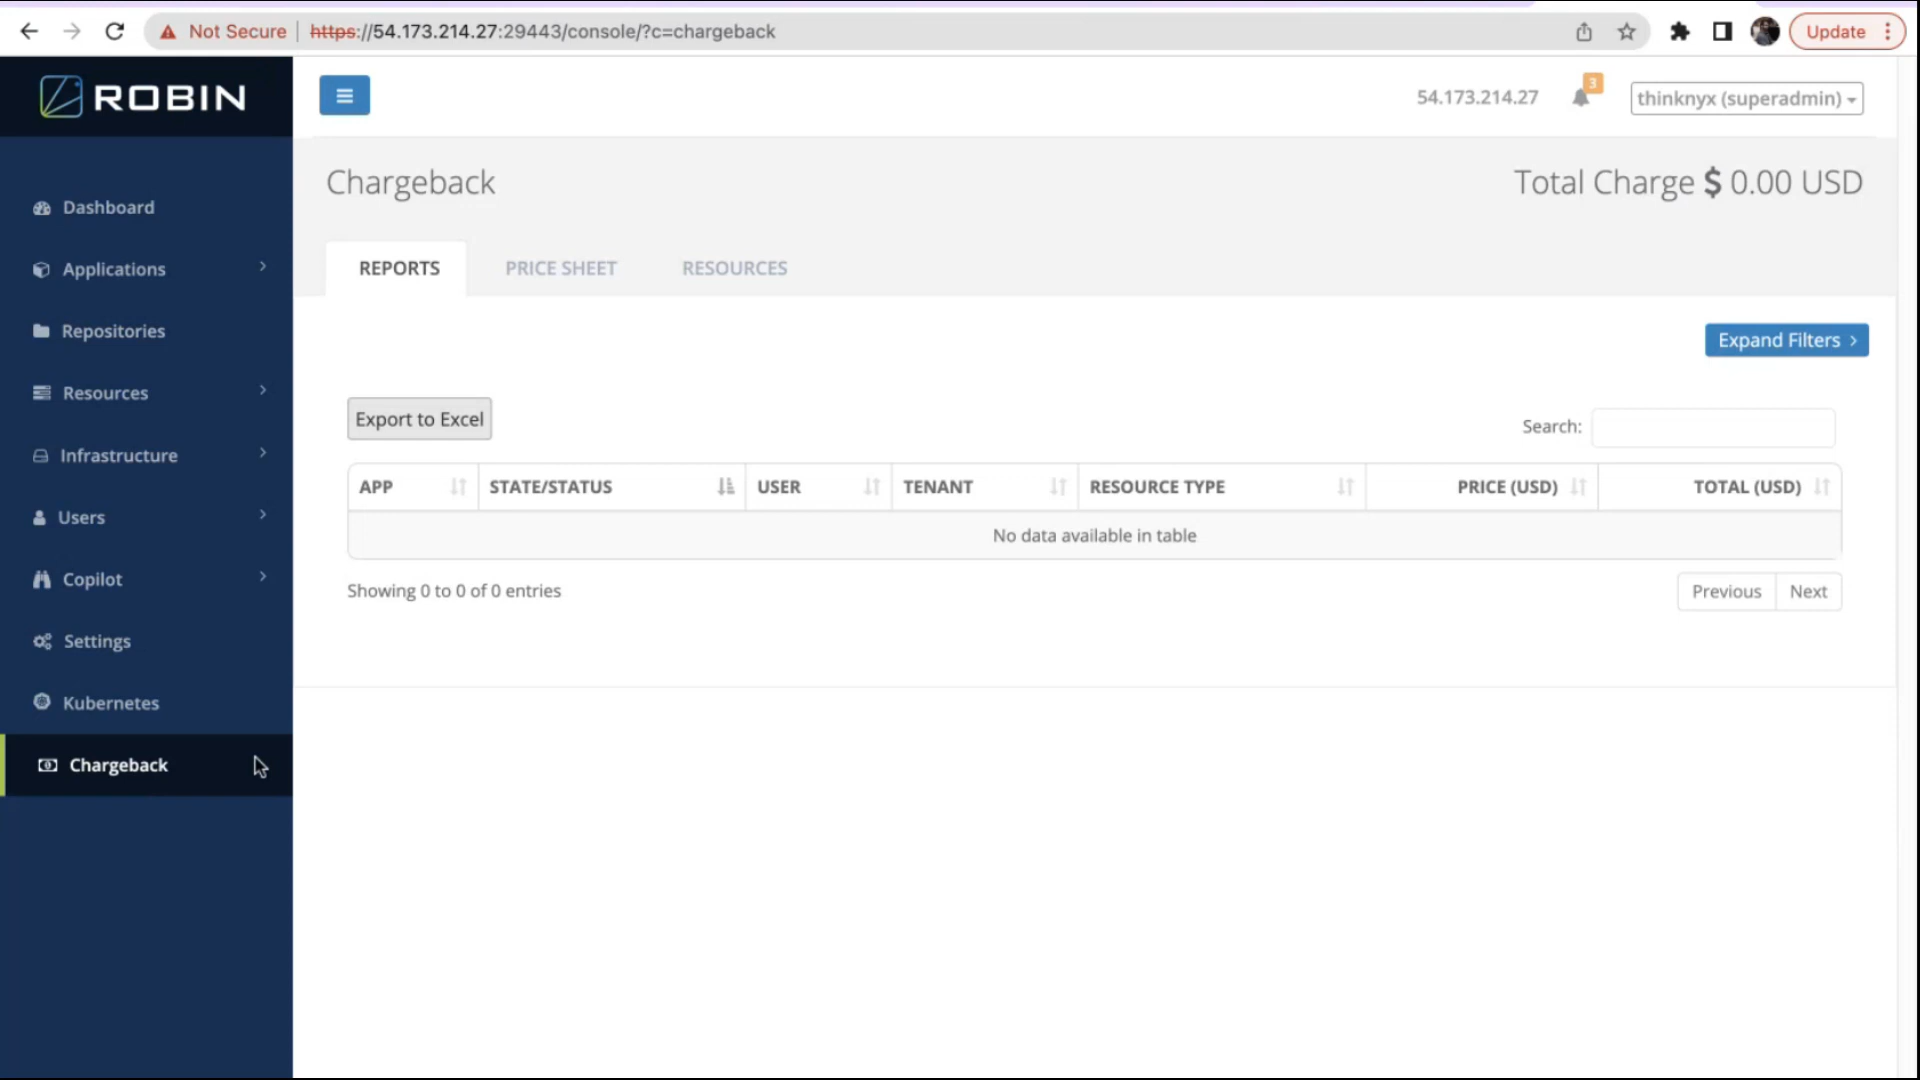 Not Secure | https://54.173.214.27:29443/console/?c=chargeback
Update
ROBIN
54.173.214.27
3
thinknyx (superadmin)
Dashboard
Applications
Repositories
Resources
Infrastructure
Users
Copilot
Settings
Kubernetes
Chargeback
Chargeback
Total Charge $ 0.00 USD
REPORTS PRICE SHEET RESOURCES
Expand Filters
Export to Excel
Search:
APP STATE/STATUS USER TENANT RESOURCE TYPE PRICE (USD) TOTAL (USD)
No data available in table
Showing 0 to 0 of 0 entries
Previous Next